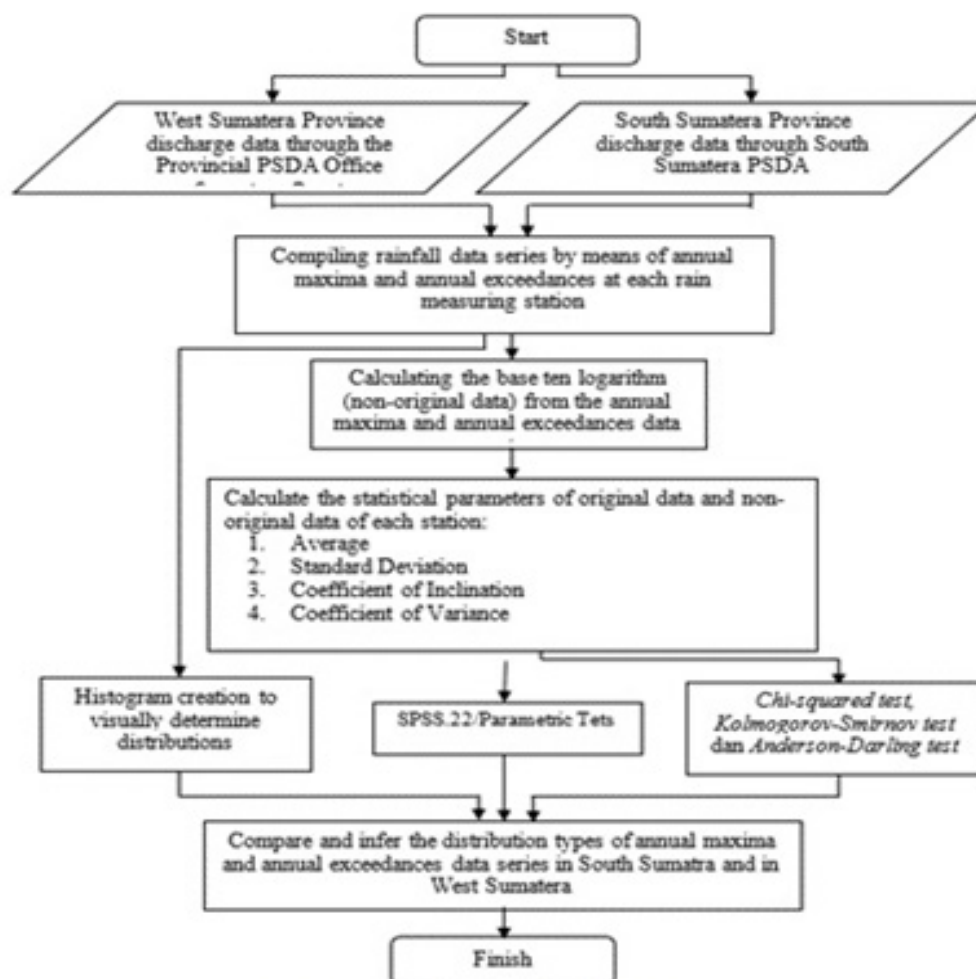 Start
West Sumatera Province
discharge data through the
Provincial PSDA Office
South Sumatera Province
discharge data through South
Sumatera PSDA
Compiling rainfall data series by means of annual
maxima and annual exceedances at each rain
measuring station
Calculating the base ten logarithm
(non-original data) from the annual
maxima and annual exceedances data
Calculate the statistical parameters of original data and non-
original data of each station:
1. Average
2. Standard Deviation
3. Coefficient of Inclination
4. Coefficient of Variance
Histogram creation to
visually determine
distributions
SPSS.22/Parametric Tets
Chi-squared test,
Kolmogorov-Smirnov test
dan Anderson-Darling test
Compare and infer the distribution types of annual maxima
and annual exceedances data series in South Sumatra and in
West Sumatera
Finish